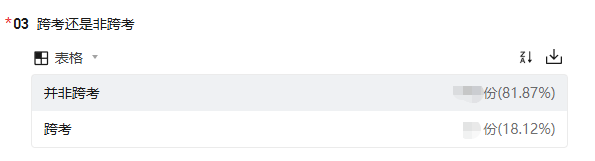 *03 跨考还是非跨考
表格
并非跨考 份(81.87%)
跨考 份(18.12%)